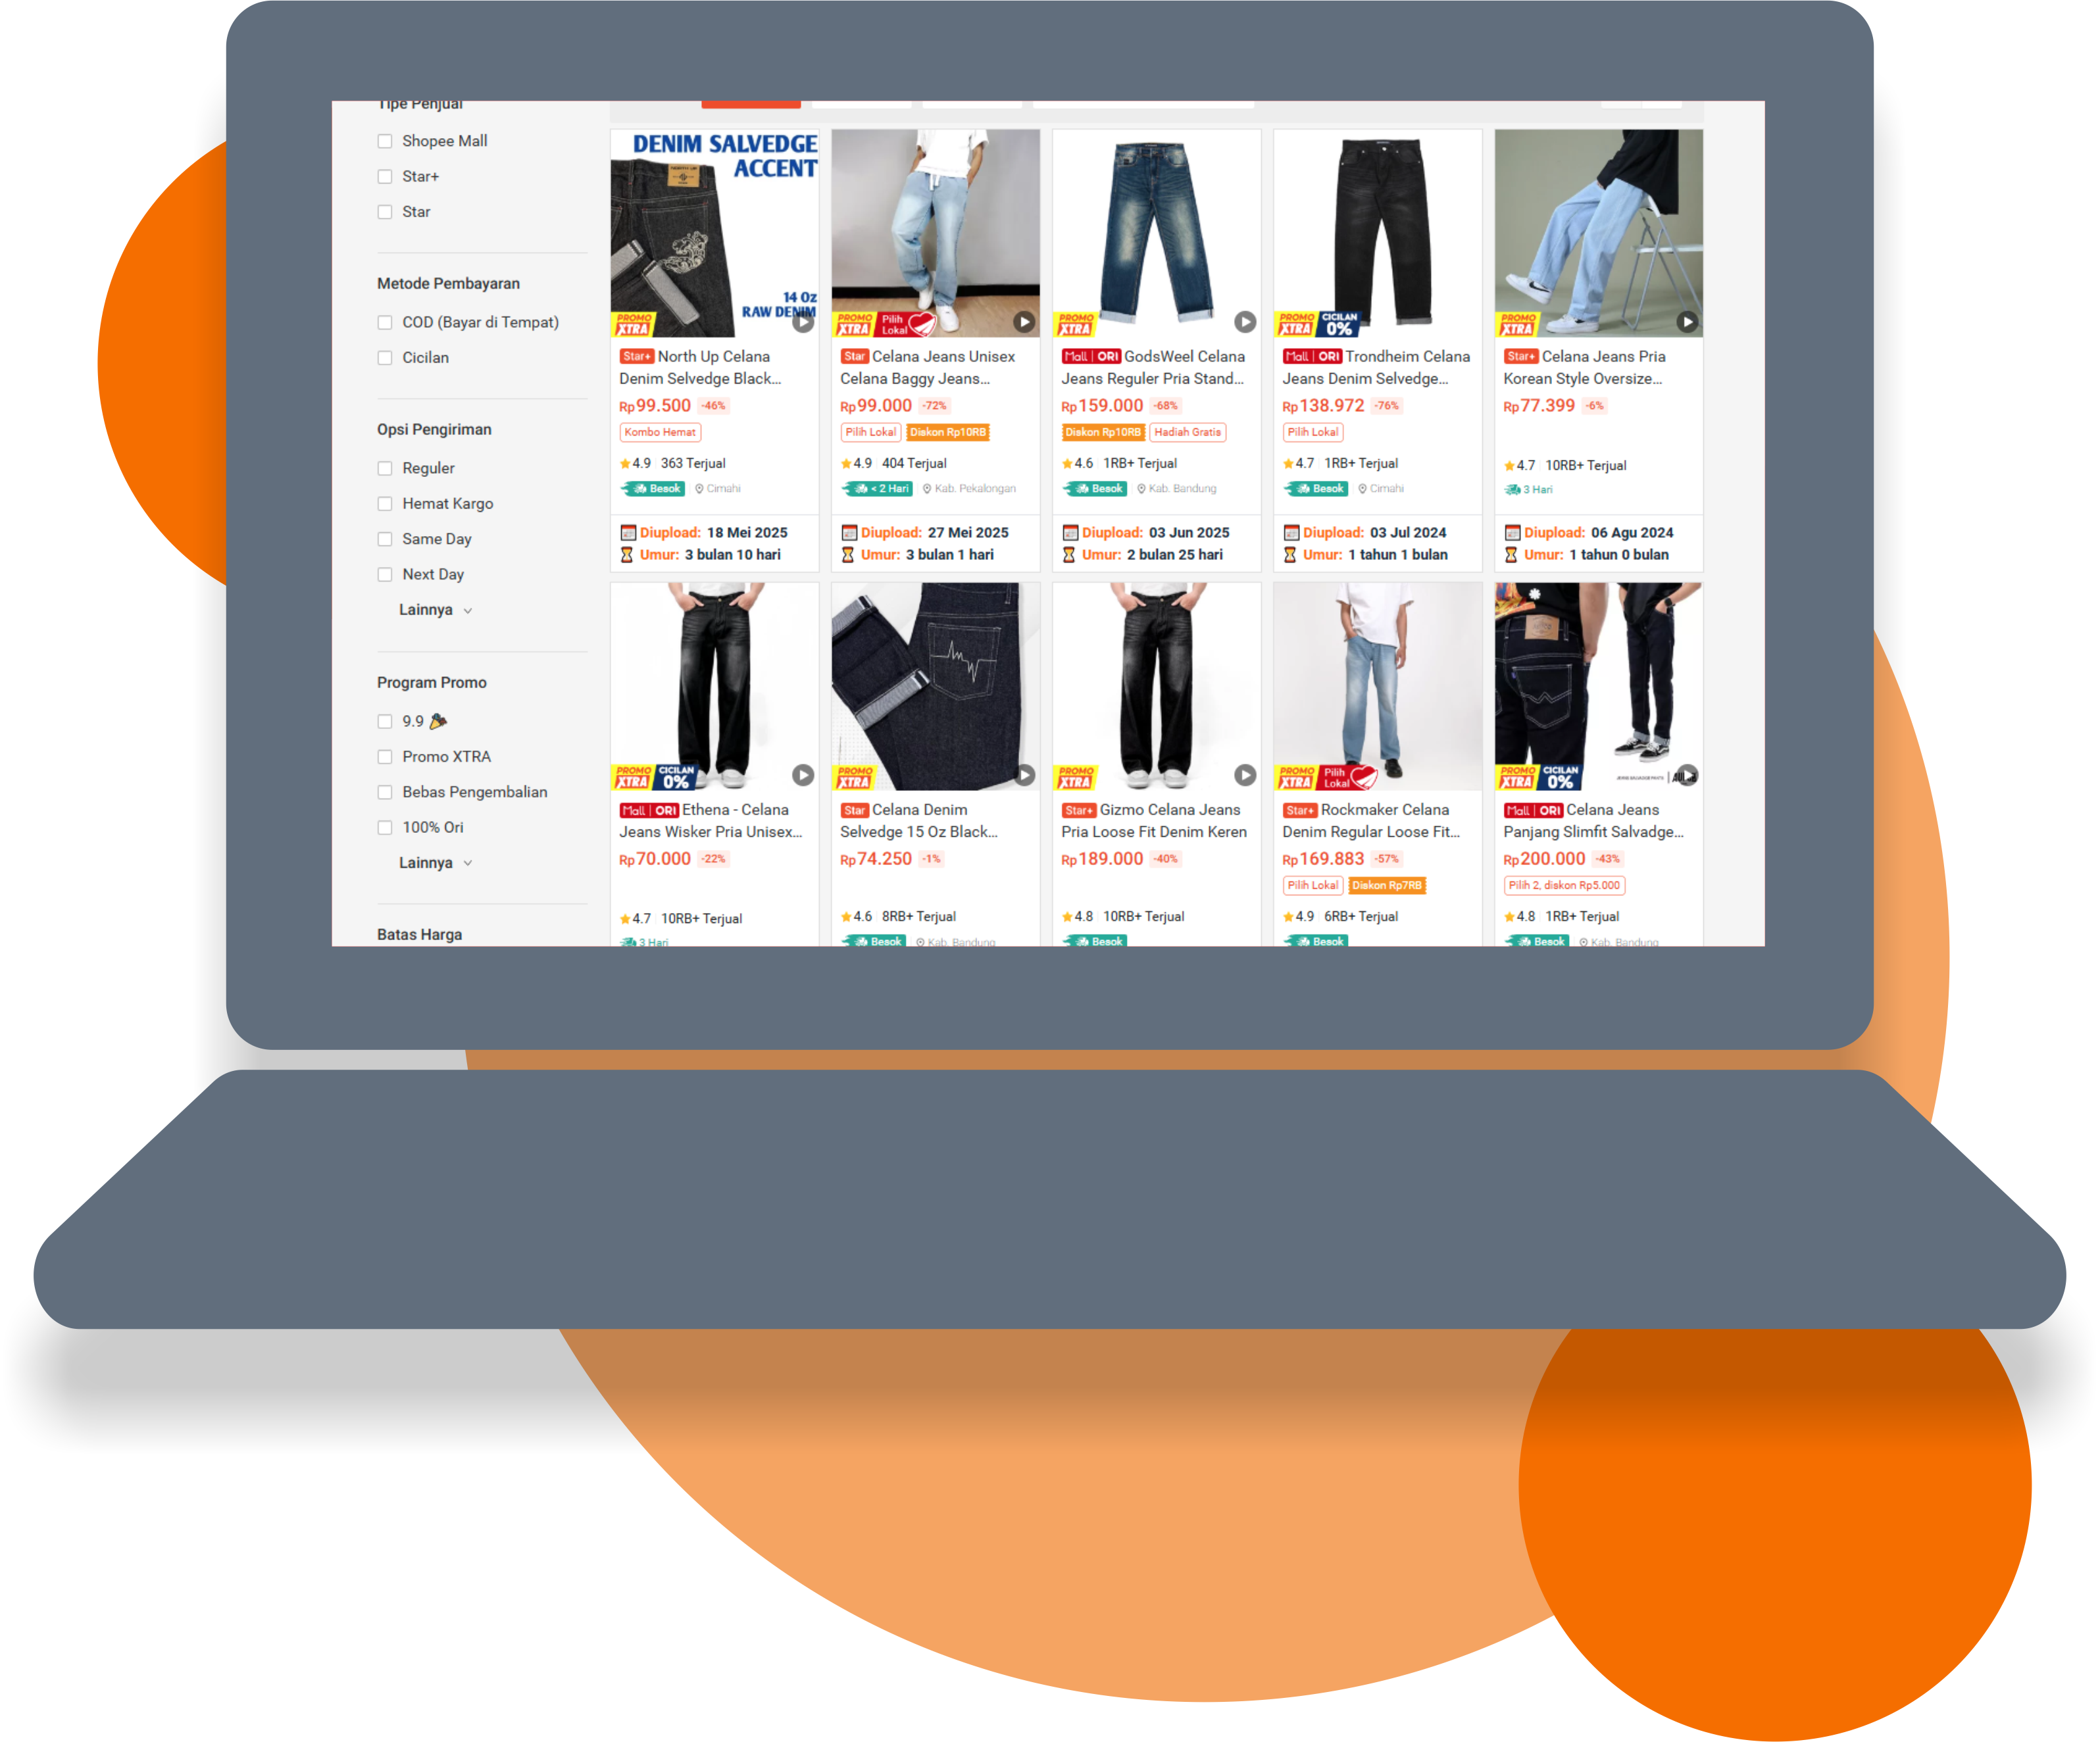 Tipe Penjual
Shopee Mall
Star+
Star
Metode Pembayaran
COD (Bayar di Tempat)
Cicilan
Opsi Pengiriman
Reguler
Hemat Kargo
Same Day
Next Day
Lainnya
Program Promo
9.9
Promo XTRA
Bebas Pengembalian
100% Ori
Lainnya
Batas Harga
DENIM SALVEDGE
ACCENT
14 Oz
RAW DENIM
PROMO
XTRA
Star+ North Up Celana
Denim Selvedge Black...
Rp99.500 -46%
Kombo Hemat
4.9 363 Terjual
Besok Cimahi
Diupload: 18 Mei 2025
Umur: 3 bulan 10 hari
PROMO
XTRA
Pilih
Lokal
Star Celana Jeans Unisex
Celana Baggy Jeans...
Rp99.000 -72%
Pilih Lokal Diskon Rp10RB
4.9 404 Terjual
< 2 Hari Kab. Pekalongan
Diupload: 27 Mei 2025
Umur: 3 bulan 1 hari
PROMO
XTRA
Mall | ORI GodsWeel Celana
Jeans Reguler Pria Stand...
Rp159.000 -68%
Diskon Rp10RB Hadiah Gratis
4.6 1RB+ Terjual
Besok Kab. Bandung
Diupload: 03 Jun 2025
Umur: 2 bulan 25 hari
PROMO
XTRA
CICILAN
0%
Mall | ORI Trondheim Celana
Jeans Denim Selvedge...
Rp138.972 -76%
Pilih Lokal
4.7 1RB+ Terjual
Besok Cimahi
Diupload: 03 Jul 2024
Umur: 1 tahun 1 bulan
PROMO
XTRA
Star+ Celana Jeans Pria
Korean Style Oversize...
Rp77.399 -6%
4.7 10RB+ Terjual
3 Hari
Diupload: 06 Agu 2024
Umur: 1 tahun 0 bulan
PROMO
XTRA
CICILAN
0%
Mall | ORI Ethena - Celana
Jeans Wisker Pria Unisex...
Rp70.000 -22%
4.7 10RB+ Terjual
3 Hari
PROMO
XTRA
Star Celana Denim
Selvedge 15 Oz Black...
Rp74.250 -1%
4.6 8RB+ Terjual
Besok Kab. Bandung
PROMO
XTRA
Star+ Gizmo Celana Jeans
Pria Loose Fit Denim Keren
Rp189.000 -40%
4.8 10RB+ Terjual
Besok
PROMO
XTRA
Pilih
Lokal
Star+ Rockmaker Celana
Denim Regular Loose Fit...
Rp169.883 -57%
Pilih Lokal Diskon Rp7RB
4.9 6RB+ Terjual
Besok
PROMO
XTRA
CICILAN
0%
Mall | ORI Celana Jeans
Panjang Slimfit Salvadge...
Rp200.000 -43%
Pilih 2, diskon Rp5.000
4.8 1RB+ Terjual
Besok Kab. Bandung